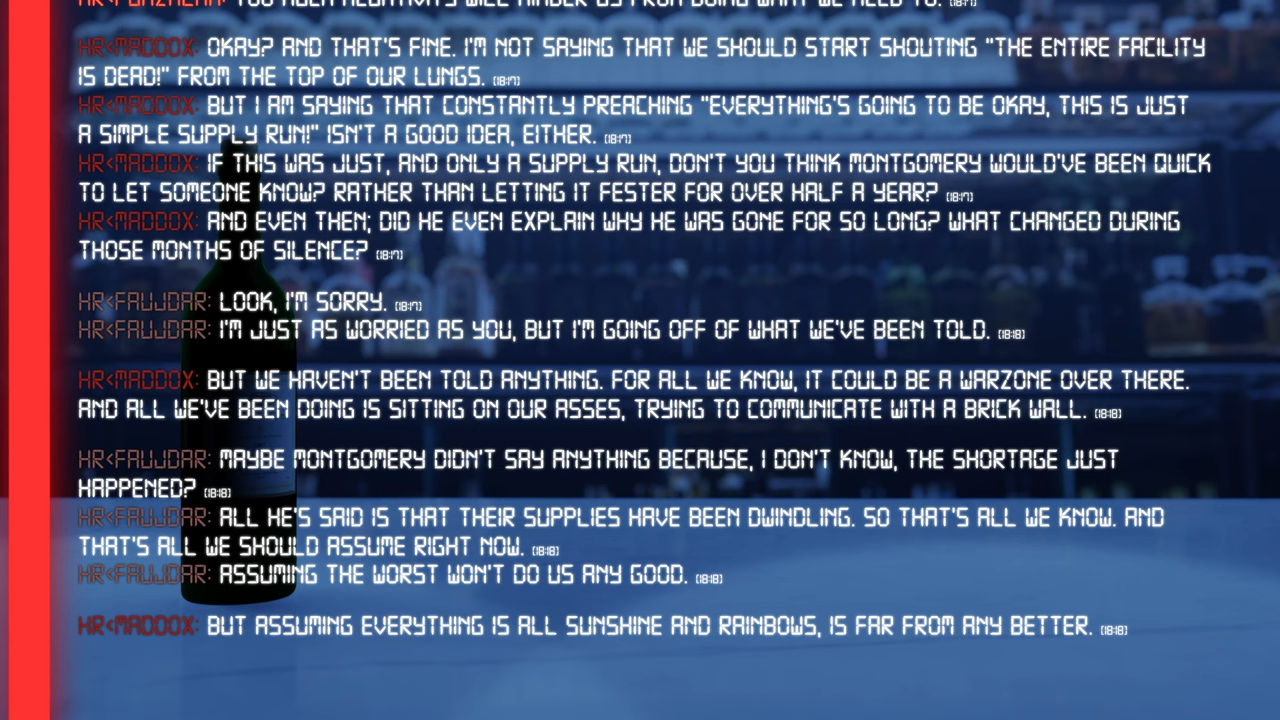 HR<MADDOX: OKAY? AND THAT'S FINE. I'M NOT SAYING THAT WE SHOULD START SHOUTING "THE ENTIRE FACILITY
IS DEAD!" FROM THE TOP OF OUR LUNGS. [18:17]
HR<MADDOX: BUT I AM SAYING THAT CONSTANTLY PREACHING "EVERYTHING'S GOING TO BE OKAY, THIS IS JUST
A SIMPLE SUPPLY RUN!" ISN'T A GOOD IDEA, EITHER. [18:17]
HR<MADDOX: IF THIS WAS JUST, AND ONLY A SUPPLY RUN, DON'T YOU THINK MONTGOMERY WOULD'VE BEEN QUICK
TO LET SOMEONE KNOW? RATHER THAN LETTING IT FESTER FOR OVER HALF A YEAR? [18:17]
HR<MADDOX: AND EVEN THEN; DID HE EVEN EXPLAIN WHY HE WAS GONE FOR SO LONG? WHAT CHANGED DURING
THOSE MONTHS OF SILENCE? [18:17]
HR<FAUJDAR: LOOK, I'M SORRY. [18:17]
HR<FAUJDAR: I'M JUST AS WORRIED AS YOU, BUT I'M GOING OFF OF WHAT WE'VE BEEN TOLD. [18:18]
HR<MADDOX: BUT WE HAVEN'T BEEN TOLD ANYTHING. FOR ALL WE KNOW, IT COULD BE A WARZONE OVER THERE.
AND ALL WE'VE BEEN DOING IS SITTING ON OUR ASSES, TRYING TO COMMUNICATE WITH A BRICK WALL. [18:18]
HR<FAUJDAR: MAYBE MONTGOMERY DIDN'T SAY ANYTHING BECAUSE, I DON'T KNOW, THE SHORTAGE JUST
HAPPENED? [18:18]
HR<FAUJDAR: ALL HE'S SAID IS THAT THEIR SUPPLIES HAVE BEEN DWINDLING. SO THAT'S ALL WE KNOW. AND
THAT'S ALL WE SHOULD ASSUME RIGHT NOW. [18:18]
HR<FAUJDAR: ASSUMING THE WORST WON'T DO US ANY GOOD. [18:18]
HR<MADDOX: BUT ASSUMING EVERYTHING IS ALL SUNSHINE AND RAINBOWS, IS FAR FROM ANY BETTER. [18:18]